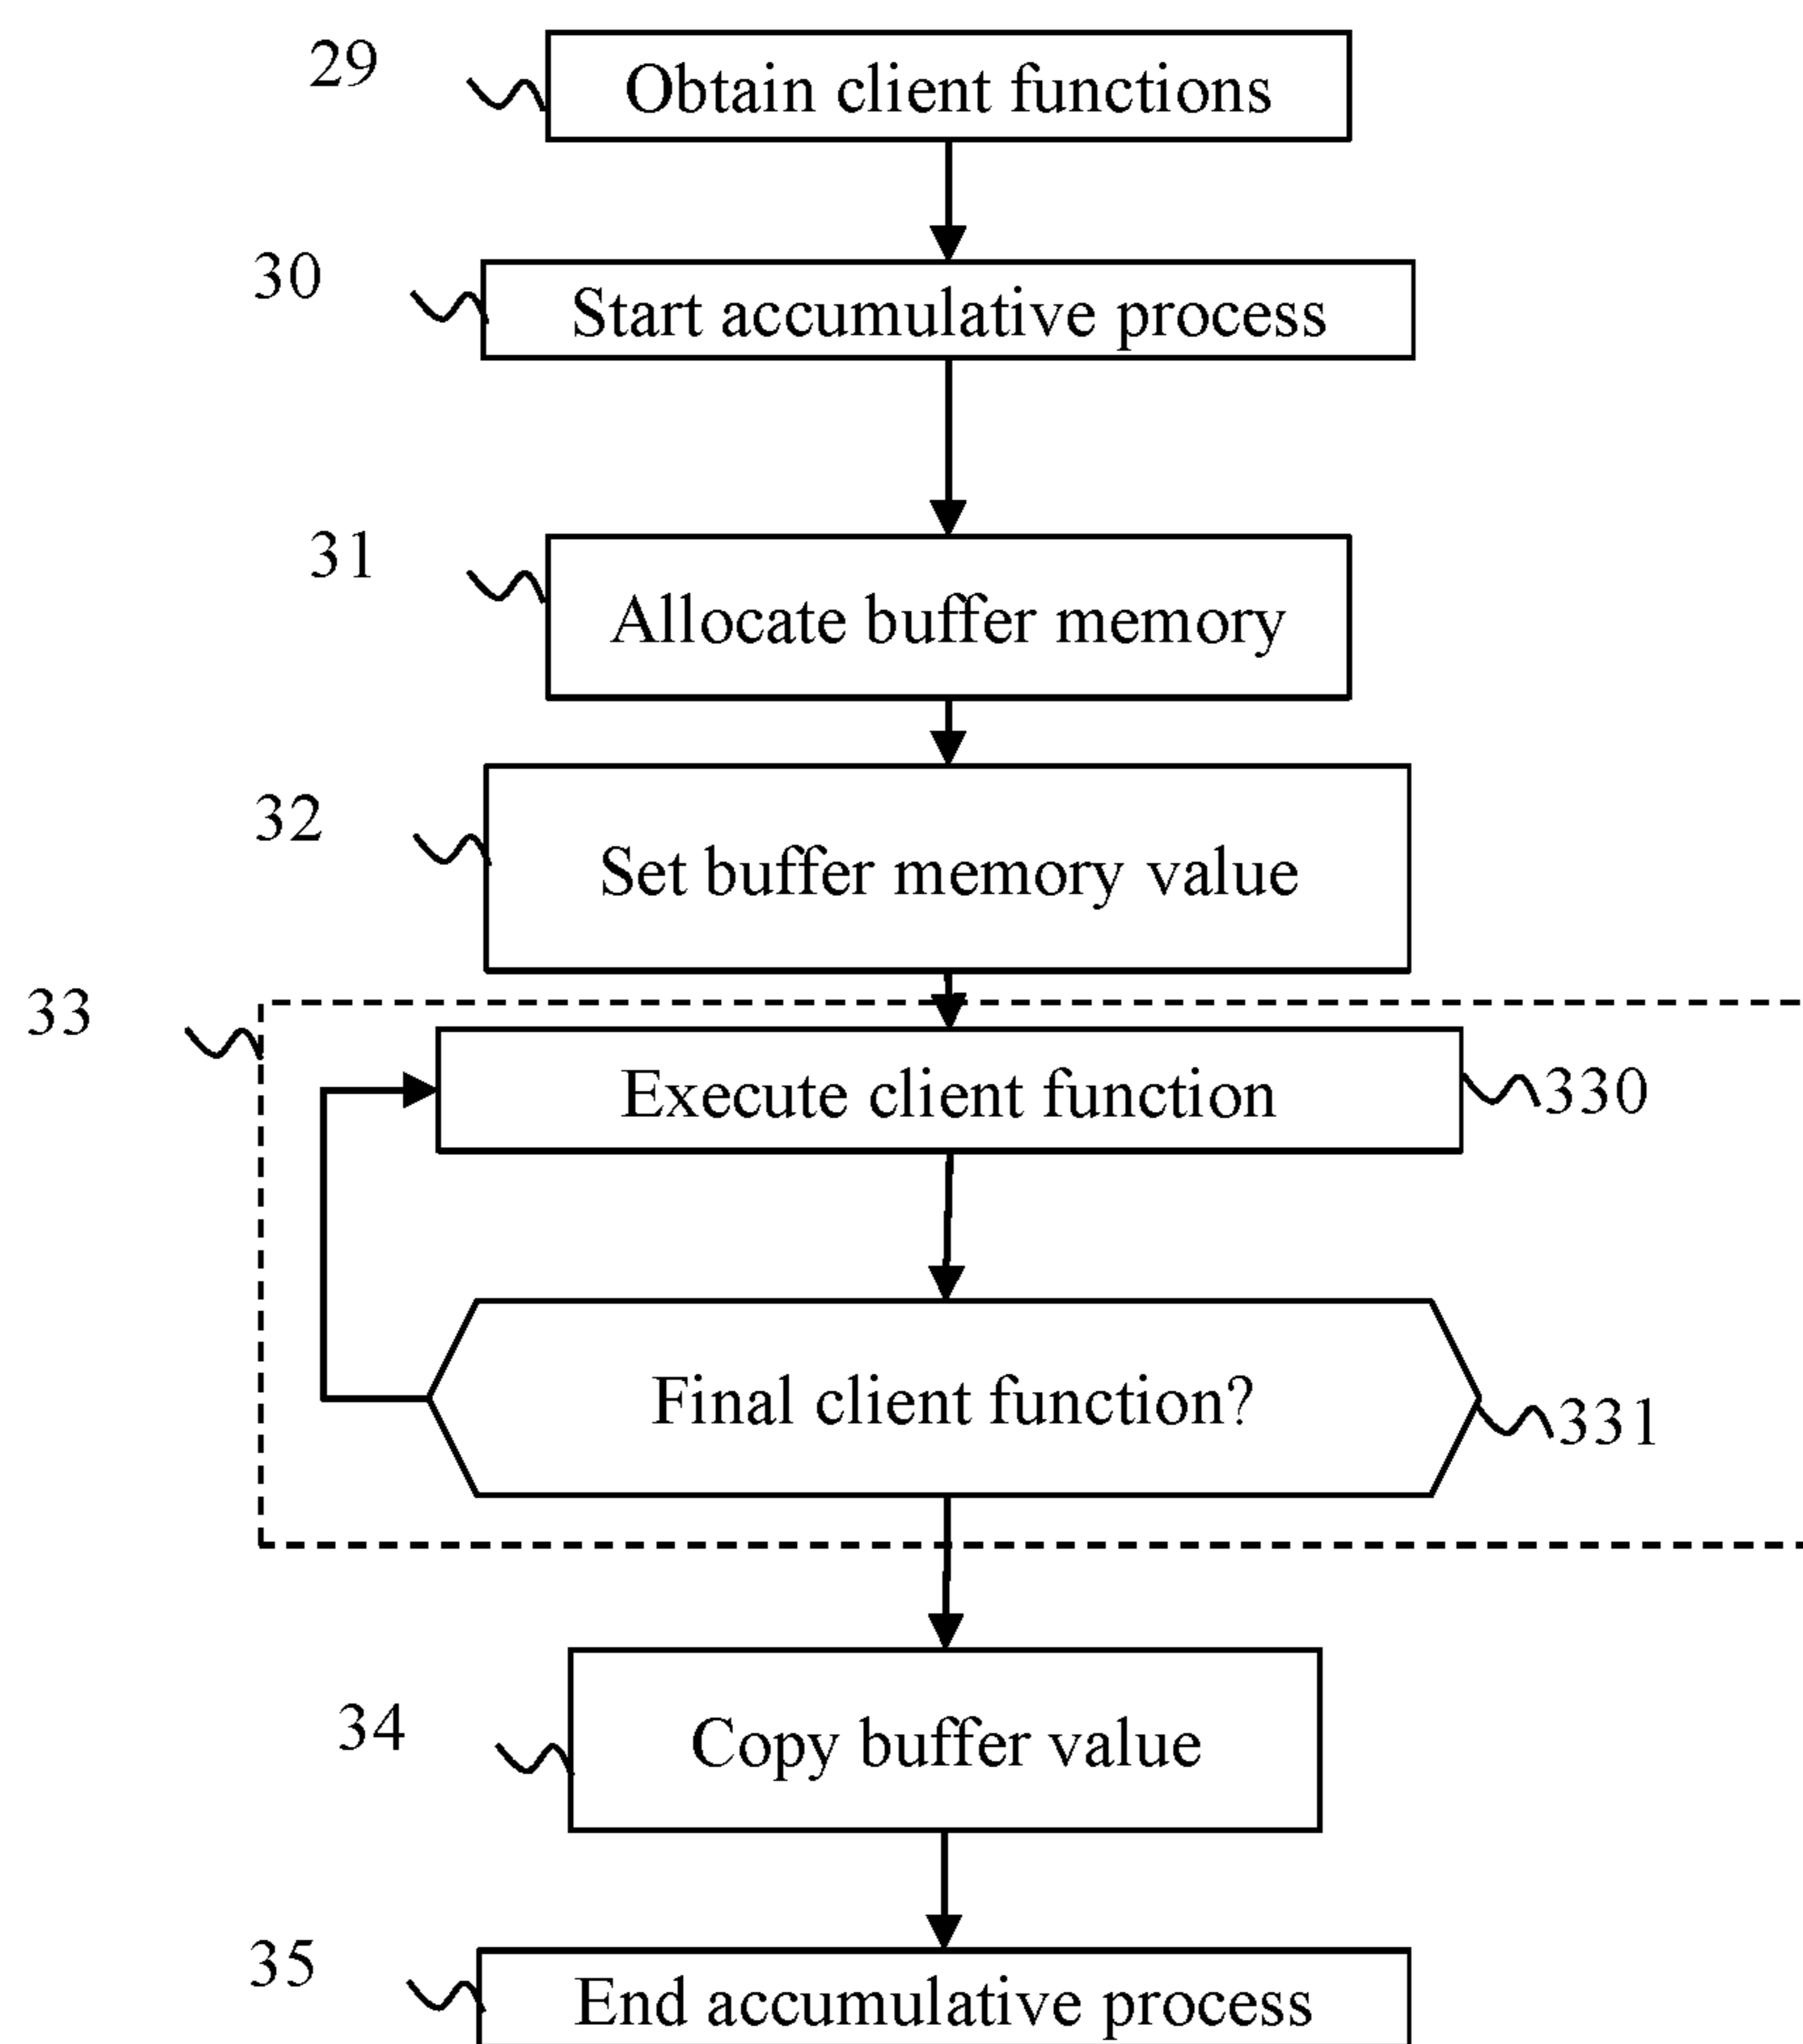 29
Obtain client functions
30
Start accumulative process
31
Allocate buffer memory
32
Set buffer memory value
33
Execute client function
330
Final client function?
331
34
Copy buffer value
35
End accumulative process